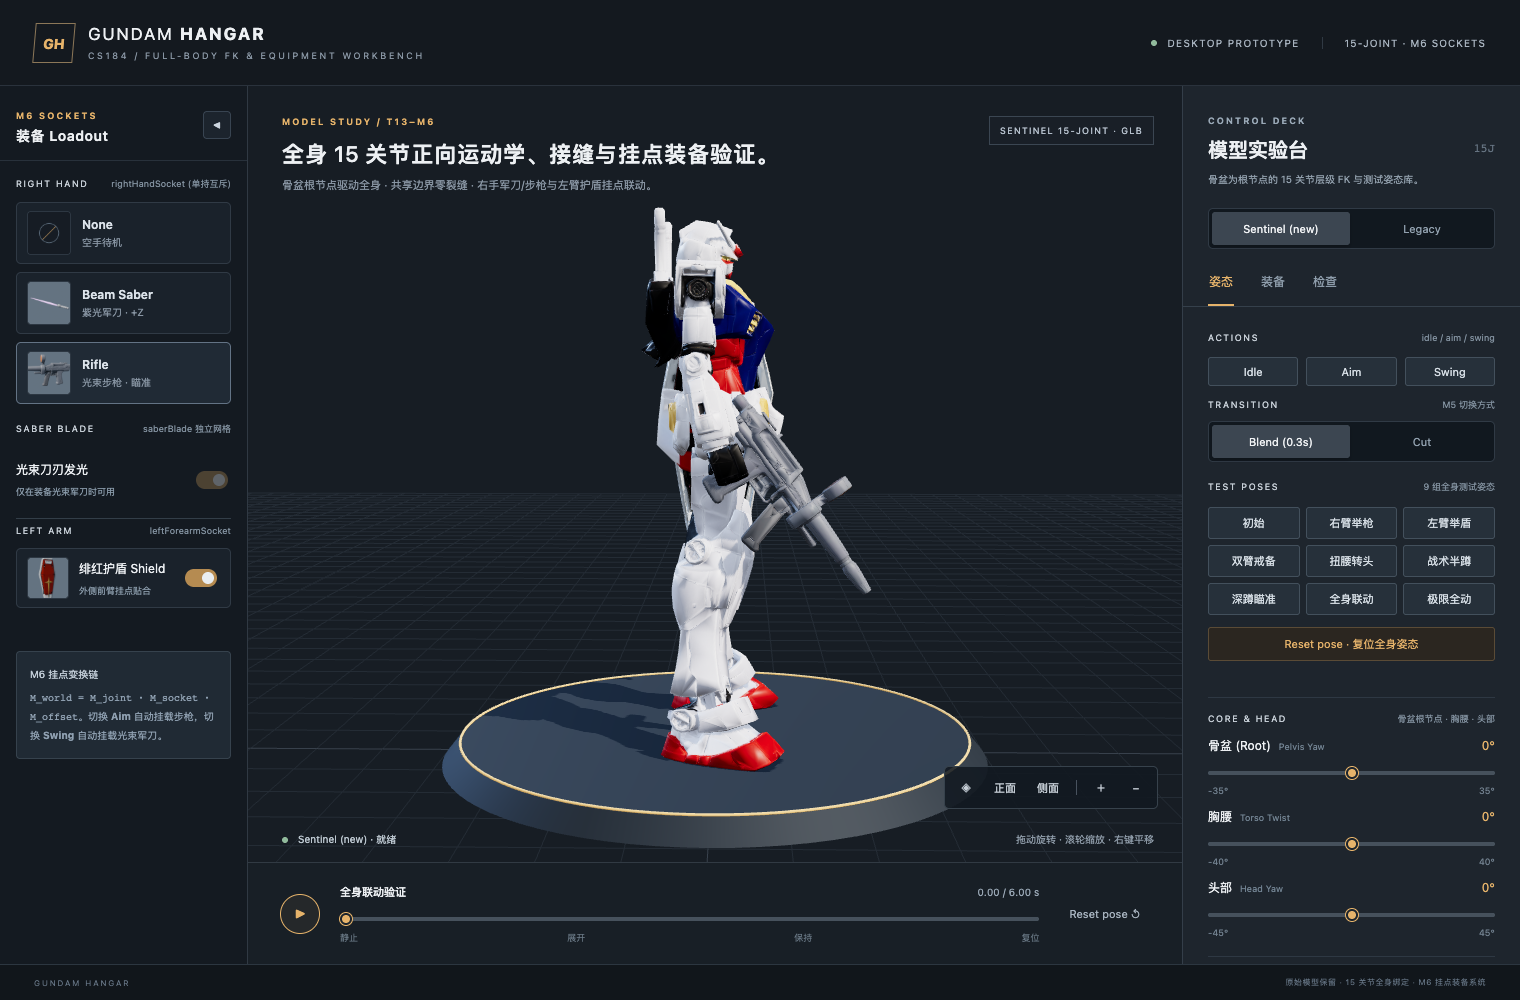 GH
GUNDAM HANGAR
CS184 / FULL-BODY FK & EQUIPMENT WORKBENCH
DESKTOP PROTOTYPE
15-JOINT · M6 SOCKETS
M6 SOCKETS
装备 Loadout
RIGHT HAND
rightHandSocket (单持互斥)
None
空手待机
Beam Saber
紫光军刀 · +Z
Rifle
光束步枪 · 瞄准
SABER BLADE
saberBlade 独立网格
光束刀刃发光
仅在装备光束军刀时可用
LEFT ARM
leftForearmSocket
绯红护盾 Shield
外侧前臂挂点贴合
M6 挂点变换链
M_world = M_joint · M_socket ·
M_offset。切换 Aim 自动挂载步枪，切
换 Swing 自动挂载光束军刀。
MODEL STUDY / T13–M6
全身 15 关节正向运动学、接缝与挂点装备验证。
骨盆根节点驱动全身 · 共享边界零裂缝 · 右手军刀/步枪与左臂护盾挂点联动。
SENTINEL 15-JOINT · GLB
正面
侧面
+
−
Sentinel (new) · 就绪
拖动旋转 · 滚轮缩放 · 右键平移
全身联动验证
0.00 / 6.00 s
静止
展开
保持
复位
Reset pose ↺
CONTROL DECK
模型实验台
15J
骨盆为根节点的 15 关节层级 FK 与测试姿态库。
Sentinel (new)
Legacy
姿态
装备
检查
ACTIONS
idle / aim / swing
Idle
Aim
Swing
TRANSITION
M5 切换方式
Blend (0.3s)
Cut
TEST POSES
9 组全身测试姿态
初始
右臂举枪
左臂举盾
双臂戒备
扭腰转头
战术半蹲
深蹲瞄准
全身联动
极限全动
Reset pose · 复位全身姿态
CORE & HEAD
骨盆根节点 · 胸腰 · 头部
骨盆 (Root) Pelvis Yaw
0°
-35°
35°
胸腰 Torso Twist
0°
-40°
40°
头部 Head Yaw
0°
-45°
45°
GUNDAM HANGAR
原始模型保留 · 15 关节全身绑定 · M6 挂点装备系统